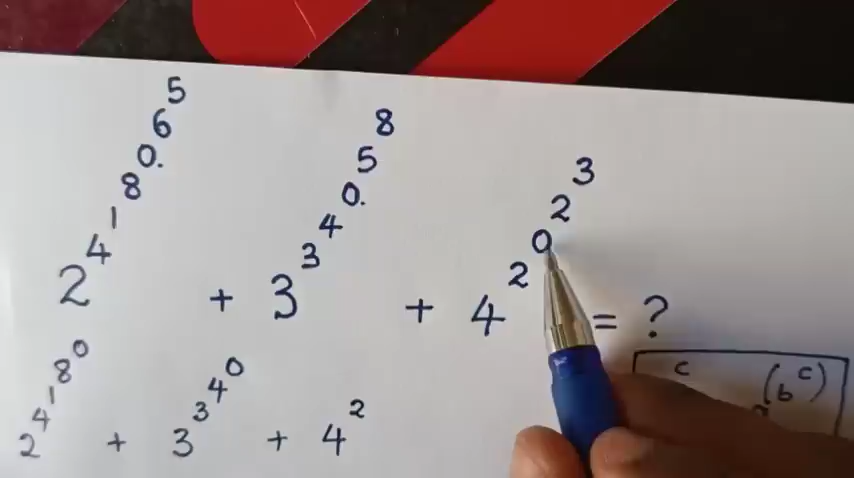 2^4^1^8^0.^6^5 + 3^3^4^0.^5^8 + 4^2^0^2^3 = ?
2^4^1^8^0 + 3^3^4^0 + 4^2
c (b^c)